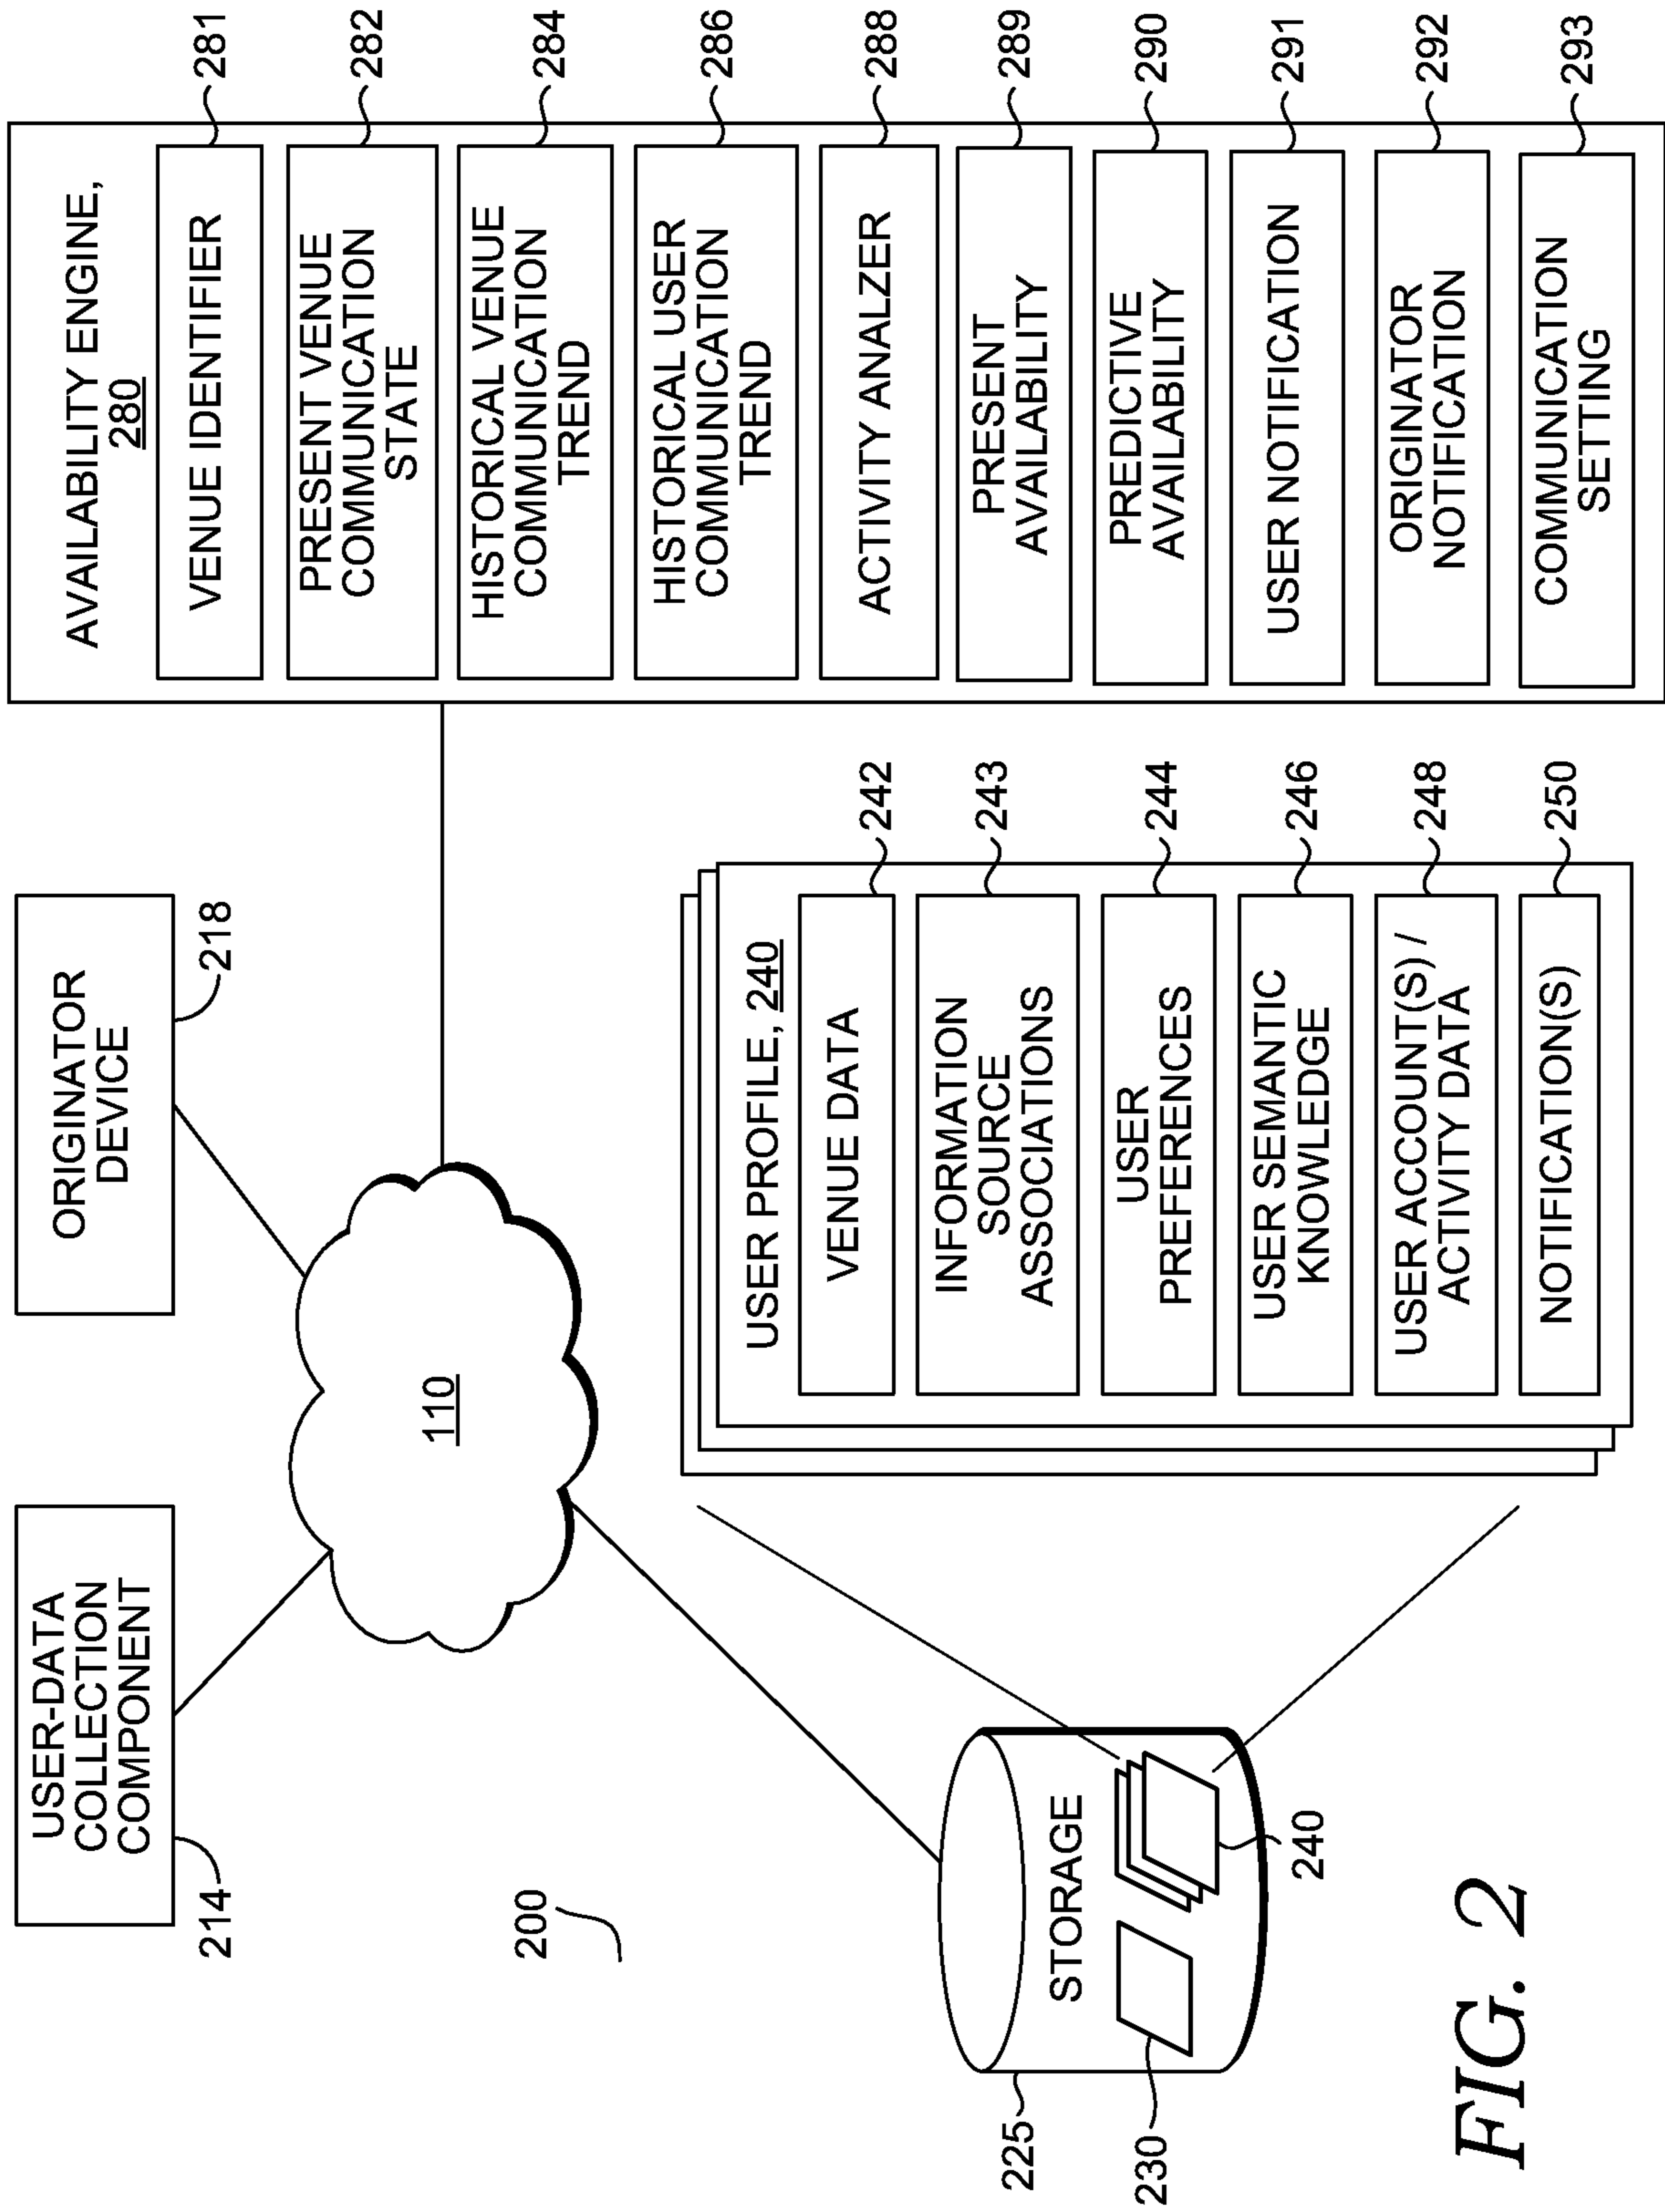 USER-DATA
COLLECTION
COMPONENT
214
ORIGINATOR
DEVICE
218
110
200
STORAGE
225
230
240
USER PROFILE, 240
VENUE DATA
242
INFORMATION
SOURCE
ASSOCIATIONS
243
USER
PREFERENCES
244
USER SEMANTIC
KNOWLEDGE
246
USER ACCOUNT(S) /
ACTIVITY DATA
248
NOTIFICATION(S)
250
AVAILABILITY ENGINE,
280
VENUE IDENTIFIER
281
PRESENT VENUE
COMMUNICATION
STATE
282
HISTORICAL VENUE
COMMUNICATION
TREND
284
HISTORICAL USER
COMMUNICATION
TREND
286
ACTIVITY ANALZER
288
PRESENT
AVAILABILITY
289
PREDICTIVE
AVAILABILITY
290
USER NOTIFICATION
291
ORIGINATOR
NOTIFICATION
292
COMMUNICATION
SETTING
293
FIG. 2